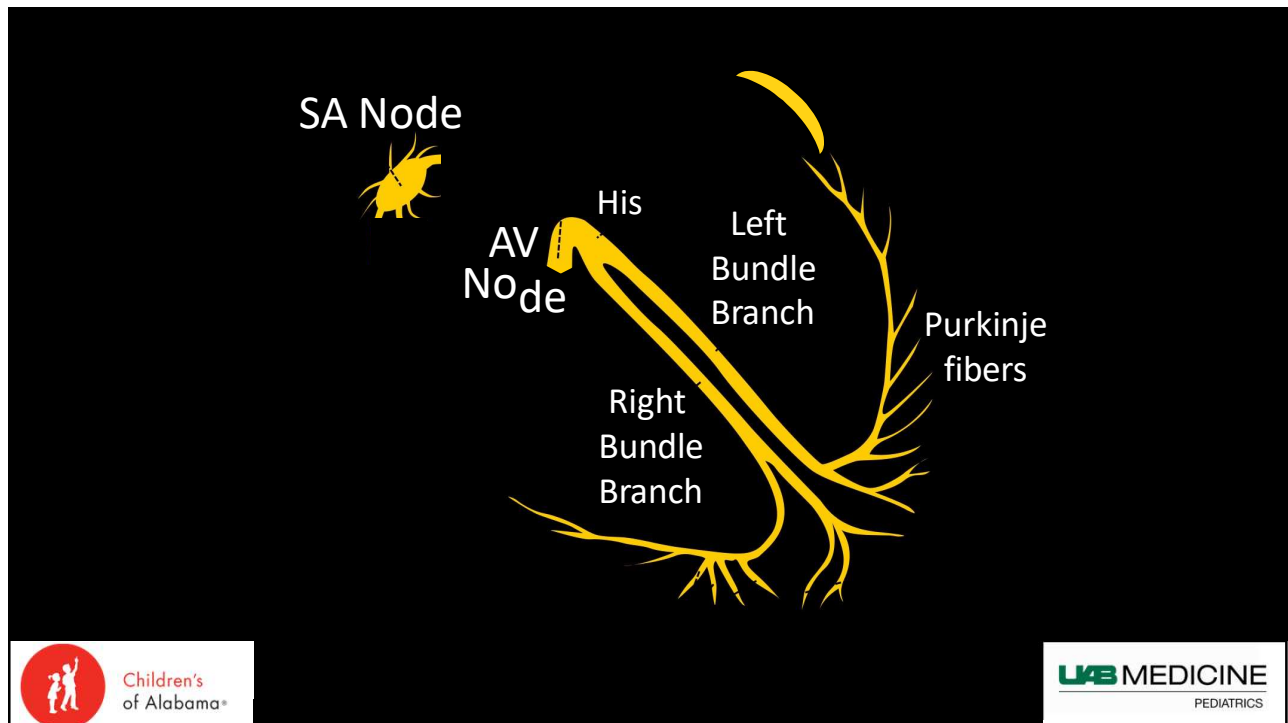 SA Node
His
AV
Node
Left
Bundle
Branch
Purkinje
fibers
Right
Bundle
Branch
Children's
of Alabama®
UAB MEDICINE
PEDIATRICS